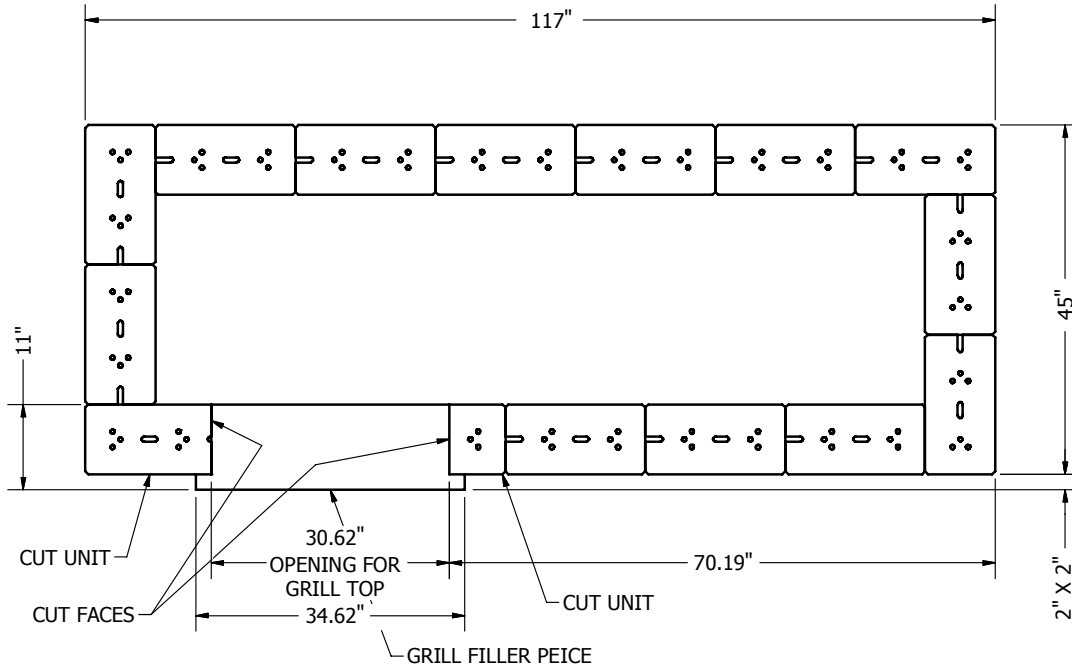 117"
11"
45"
30.62"
OPENING FOR
GRILL TOP
34.62"
70.19"
2" X 2"
CUT UNIT
CUT FACES
CUT UNIT
GRILL FILLER PEICE